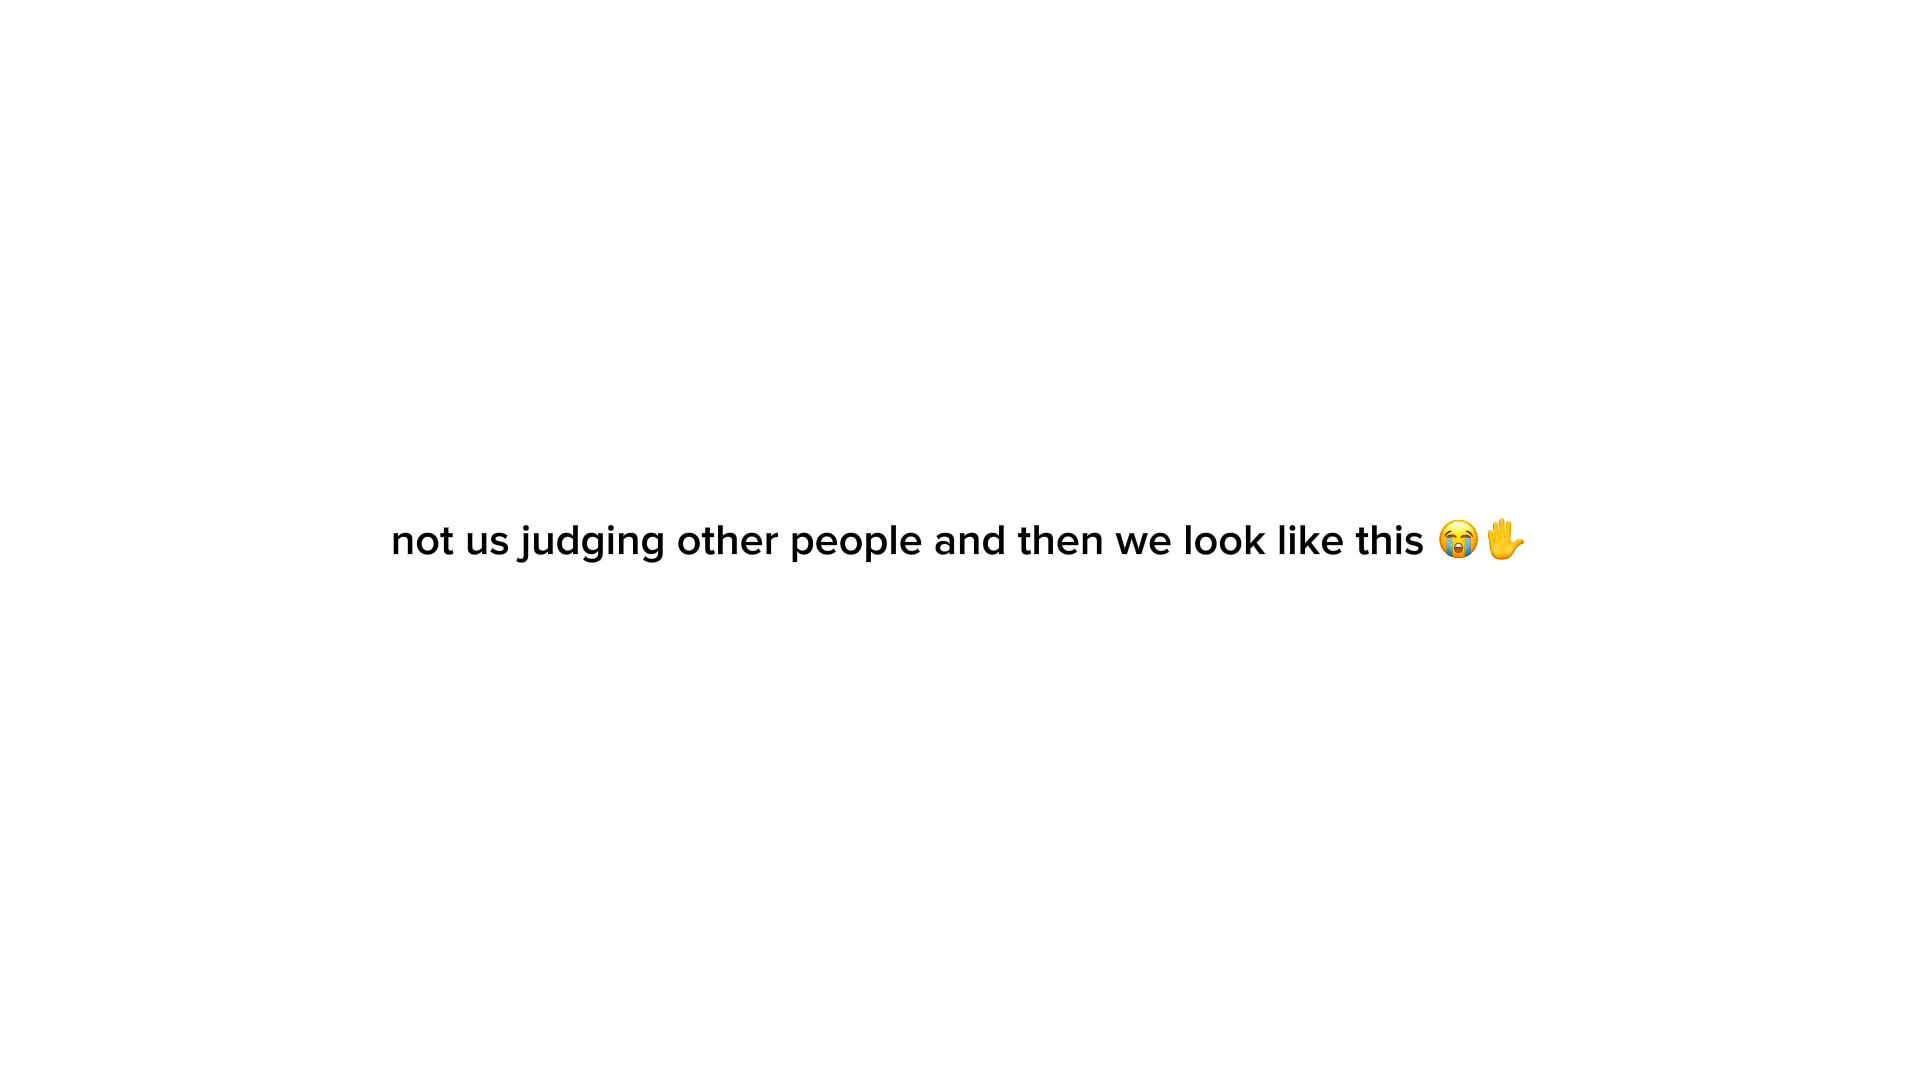 not us judging other people and then we look like this 😭✋